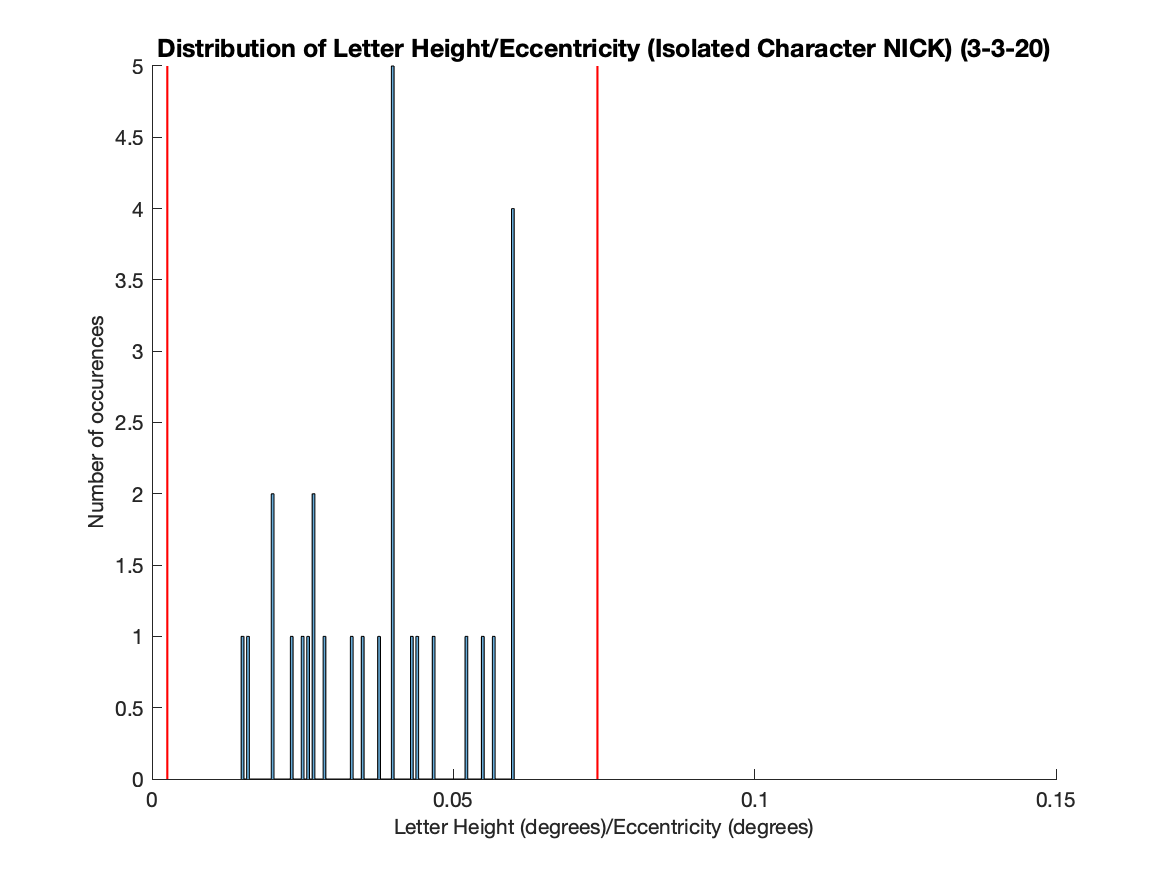 Distribution of Letter Height/Eccentricity (Isolated Character NICK) (3-3-20)
5
4.5
4
3.5
3
2.5
2
1.5
1
0.5
0
Number of occurences
0 0.05 0.1 0.15
Letter Height (degrees)/Eccentricity (degrees)